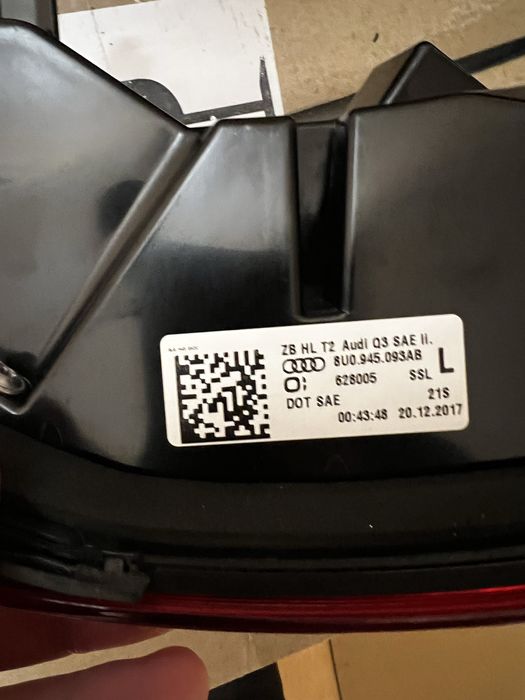 ZB HL T2 Audi Q3 SAE li.
8U0.945.093AB
L
628005 SSL
DOT SAE 21S
00:43:48 20.12.2017